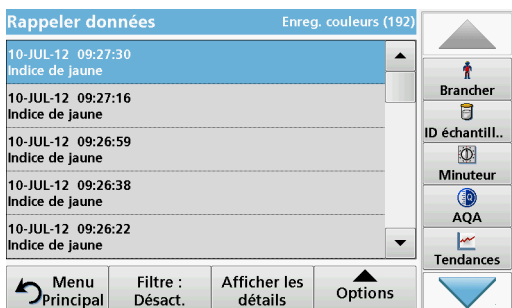 Rappeler données
Enreg. couleurs (192)
10-JUL-12 09:27:30
Indice de jaune
10-JUL-12 09:27:16
Indice de jaune
10-JUL-12 09:26:59
Indice de jaune
10-JUL-12 09:26:38
Indice de jaune
10-JUL-12 09:26:22
Indice de jaune
Brancher
ID échantill..
Minuteur
AQA
Tendances
Menu
Principal
Filtre :
Désact.
Afficher les
détails
Options